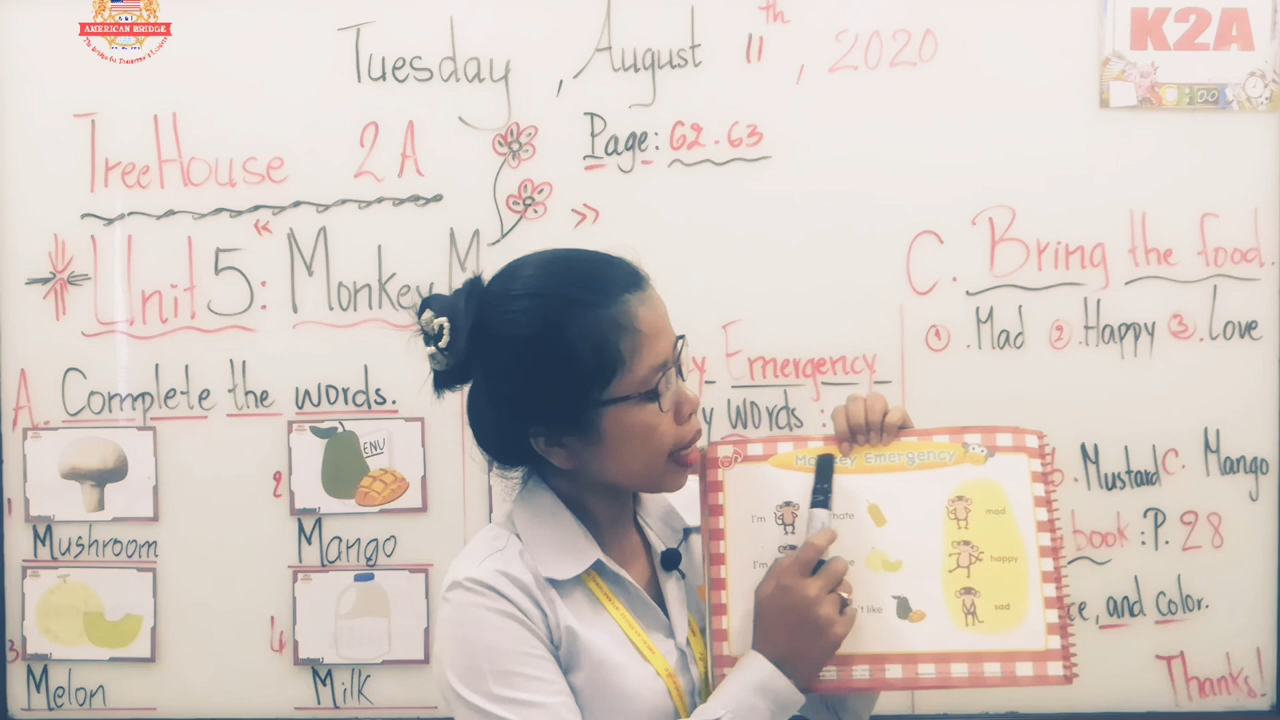 AMERICAN BRIDGE
Tuesday, August 11th, 2020
K2A
TreeHouse 2A
Page: 62-63
" Unit 5: Monkey M "
C. Bring the food.
1. Mad 2. Happy 3. Love
Emergency
A. Complete the words.
words :
ENU
1 Mushroom
2 Mango
3 Melon
4 Milk
Monkey Emergency
I'm hate mad
I'm happy
't like sad
b. Mustard C. Mango
book : P. 28
, and color.
Thanks!